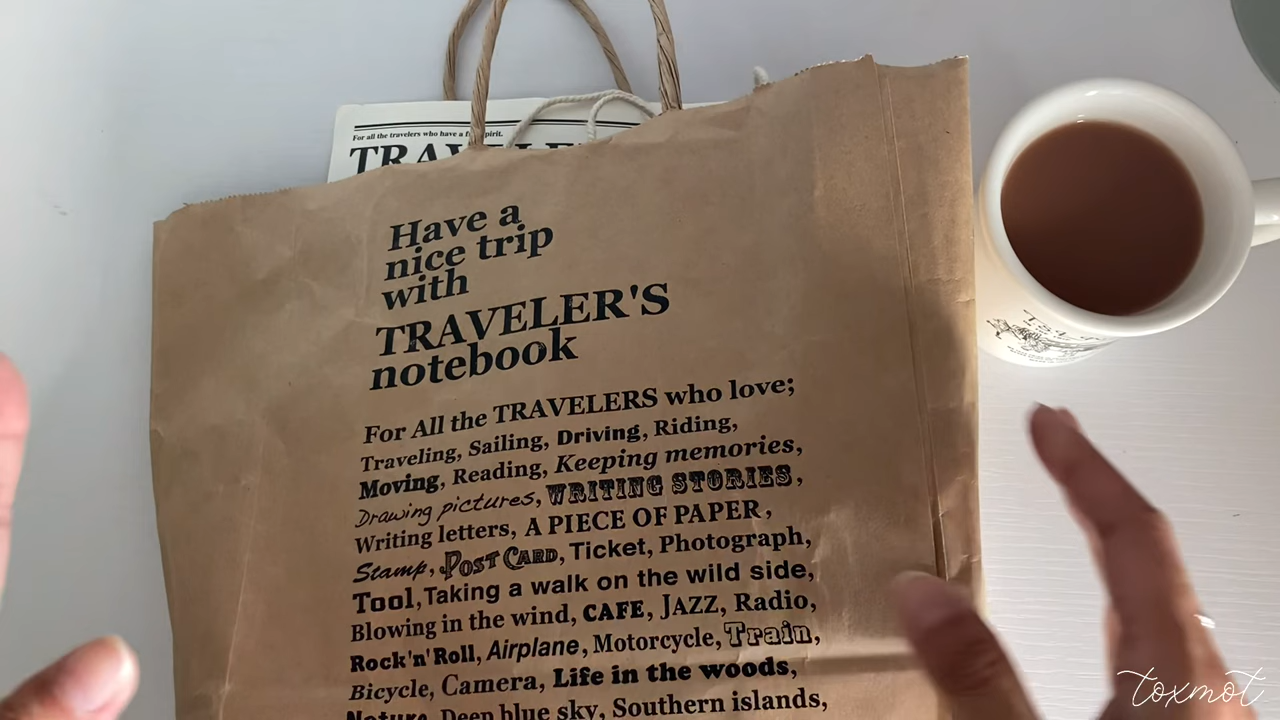 For all the travelers who have a f pirit.
TRAVELE
Have a
nice trip
with
TRAVELER'S
notebook
For All the TRAVELERS who love;
Traveling, Sailing, Driving, Riding,
Moving, Reading, Keeping memories,
Drawing pictures, WRITING STORIES,
Writing letters, A PIECE OF PAPER,
Stamp, POST CARD, Ticket, Photograph,
Tool, Taking a walk on the wild side,
Blowing in the wind, CAFE, JAZZ, Radio,
Rock'n'Roll, Airplane, Motorcycle, Train,
Bicycle, Camera, Life in the woods,
Nature, Deep blue sky, Southern islands,
toxmot